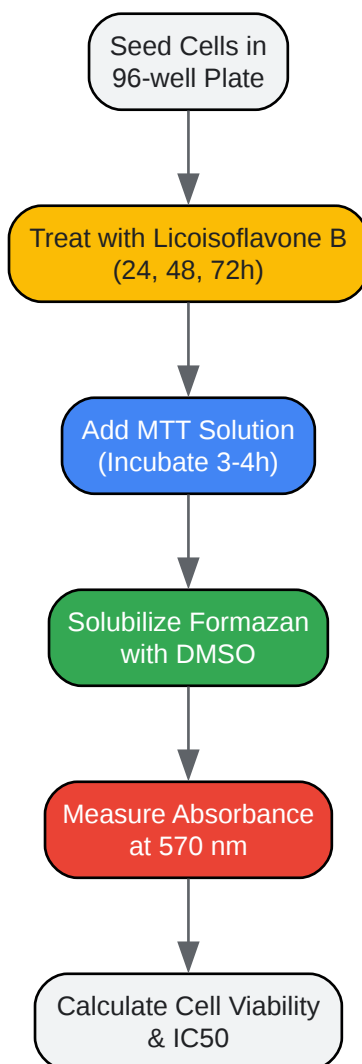 Seed Cells in
96-well Plate
Treat with Licoisoflavone B
(24, 48, 72h)
Add MTT Solution
(Incubate 3-4h)
Solubilize Formazan
with DMSO
Measure Absorbance
at 570 nm
Calculate Cell Viability
& IC50